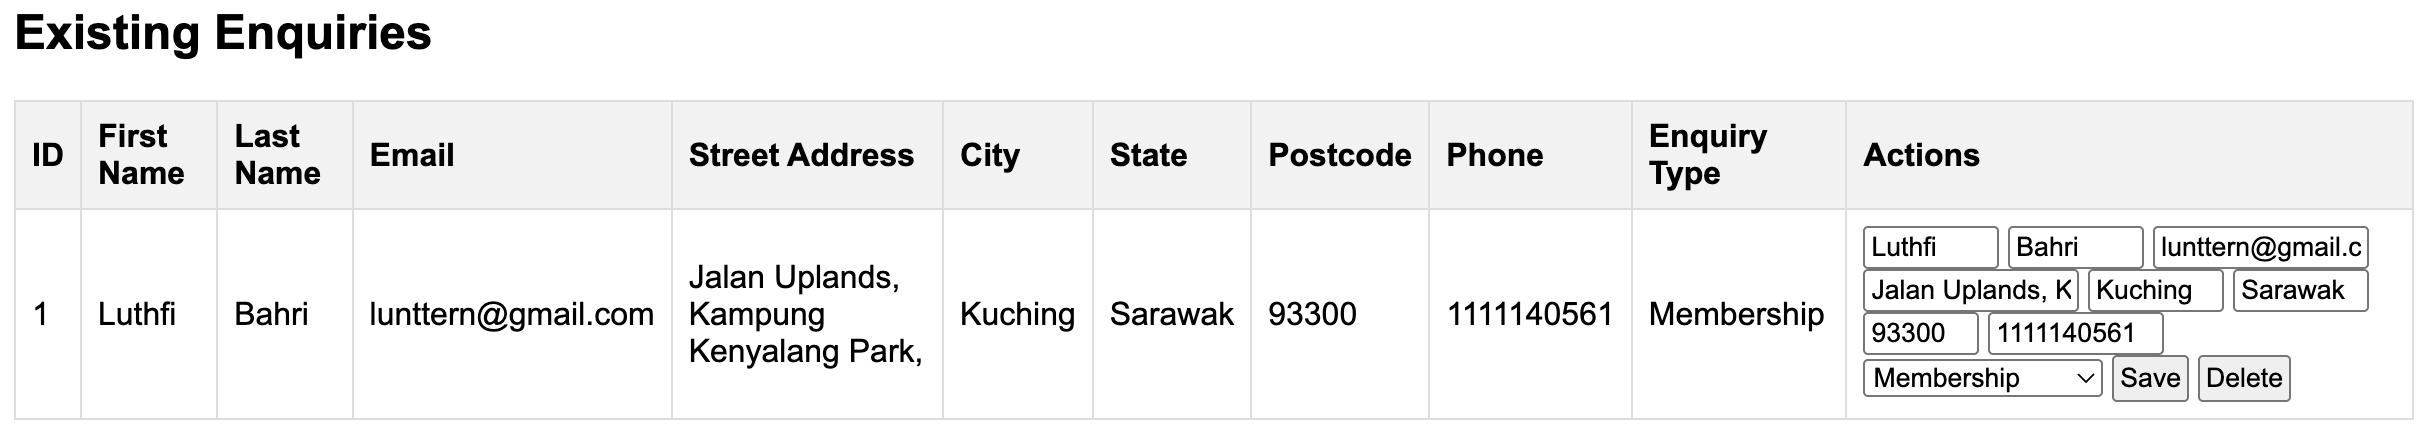 Existing Enquiries
ID First Name Last Name Email Street Address City State Postcode Phone Enquiry Type Actions
1 Luthfi Bahri lunttern@gmail.com Jalan Uplands, Kampung Kenyalang Park, Kuching Sarawak 93300 1111140561 Membership
Luthfi Bahri lunttern@gmail.c
Jalan Uplands, K Kuching Sarawak
93300 1111140561
Membership Save Delete